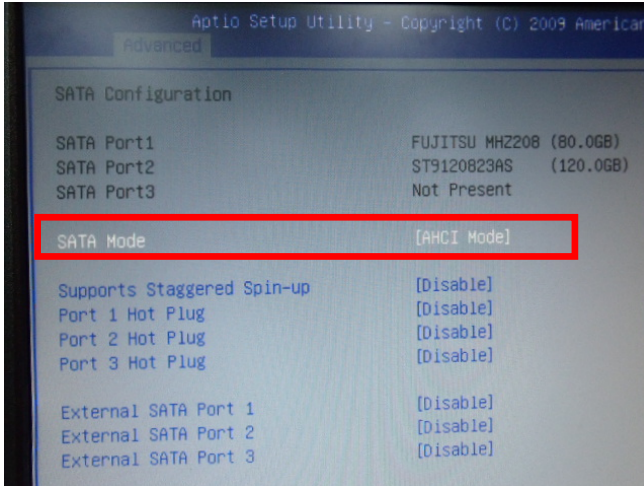 Aptio Setup Utility - Copyright (C) 2009 American
Advanced
SATA Configuration
SATA Port1 FUJITSU MHZ208 (80.0GB)
SATA Port2 ST9120823AS (120.0GB)
SATA Port3 Not Present
SATA Mode [AHCI Mode]
Supports Staggered Spin-up [Disable]
Port 1 Hot Plug [Disable]
Port 2 Hot Plug [Disable]
Port 3 Hot Plug [Disable]
External SATA Port 1 [Disable]
External SATA Port 2 [Disable]
External SATA Port 3 [Disable]